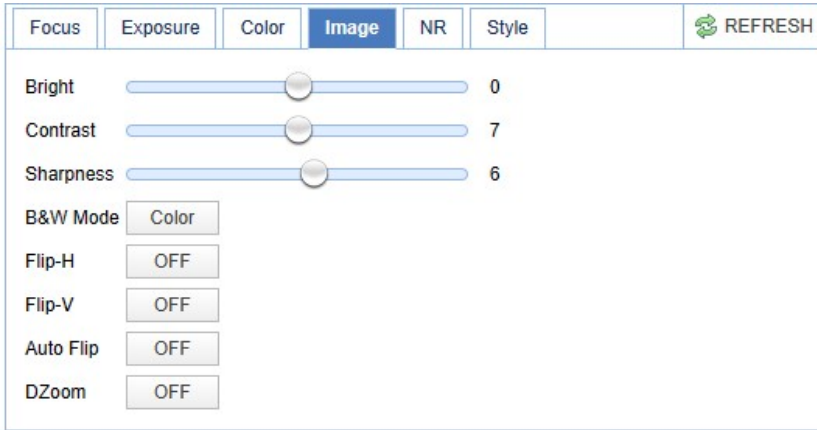 Focus Exposure Color Image NR Style REFRESH
Bright 0
Contrast 7
Sharpness 6
B&W Mode Color
Flip-H OFF
Flip-V OFF
Auto Flip OFF
DZoom OFF